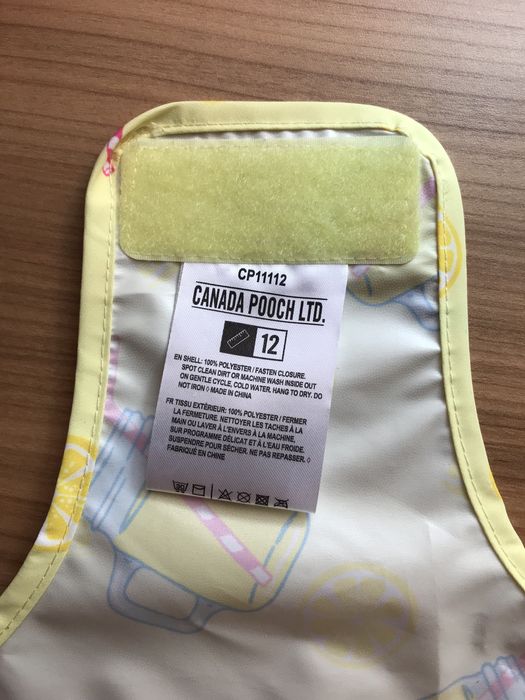 CP11112
CANADA POOCH LTD.
12
EN SHELL: 100% POLYESTER / FASTEN CLOSURE.
SPOT CLEAN DIRT OR MACHINE WASH INSIDE OUT
ON GENTLE CYCLE, COLD WATER. HANG TO DRY. DO
NOT IRON ◊ MADE IN CHINA
FR TISSU EXTÉRIEUR: 100% POLYESTER / FERMER
LA FERMETURE. NETTOYER LES TACHES À LA
MAIN OU LAVER À L'ENVERS À LA MACHINE,
SUR PROGRAMME DÉLICAT ET À L'EAU FROIDE.
SUSPENDRE POUR SÉCHER. NE PAS REPASSER. ◊
FABRIQUÉ EN CHINE
30